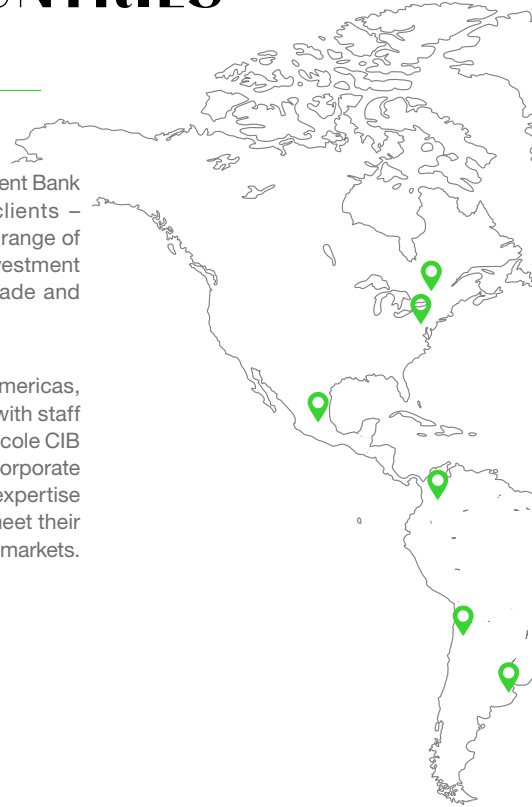 ent Bank
clients –
range of
vestment
ade and
mericas,
with staff
cole CIB
orporate
expertise
neet their
markets.